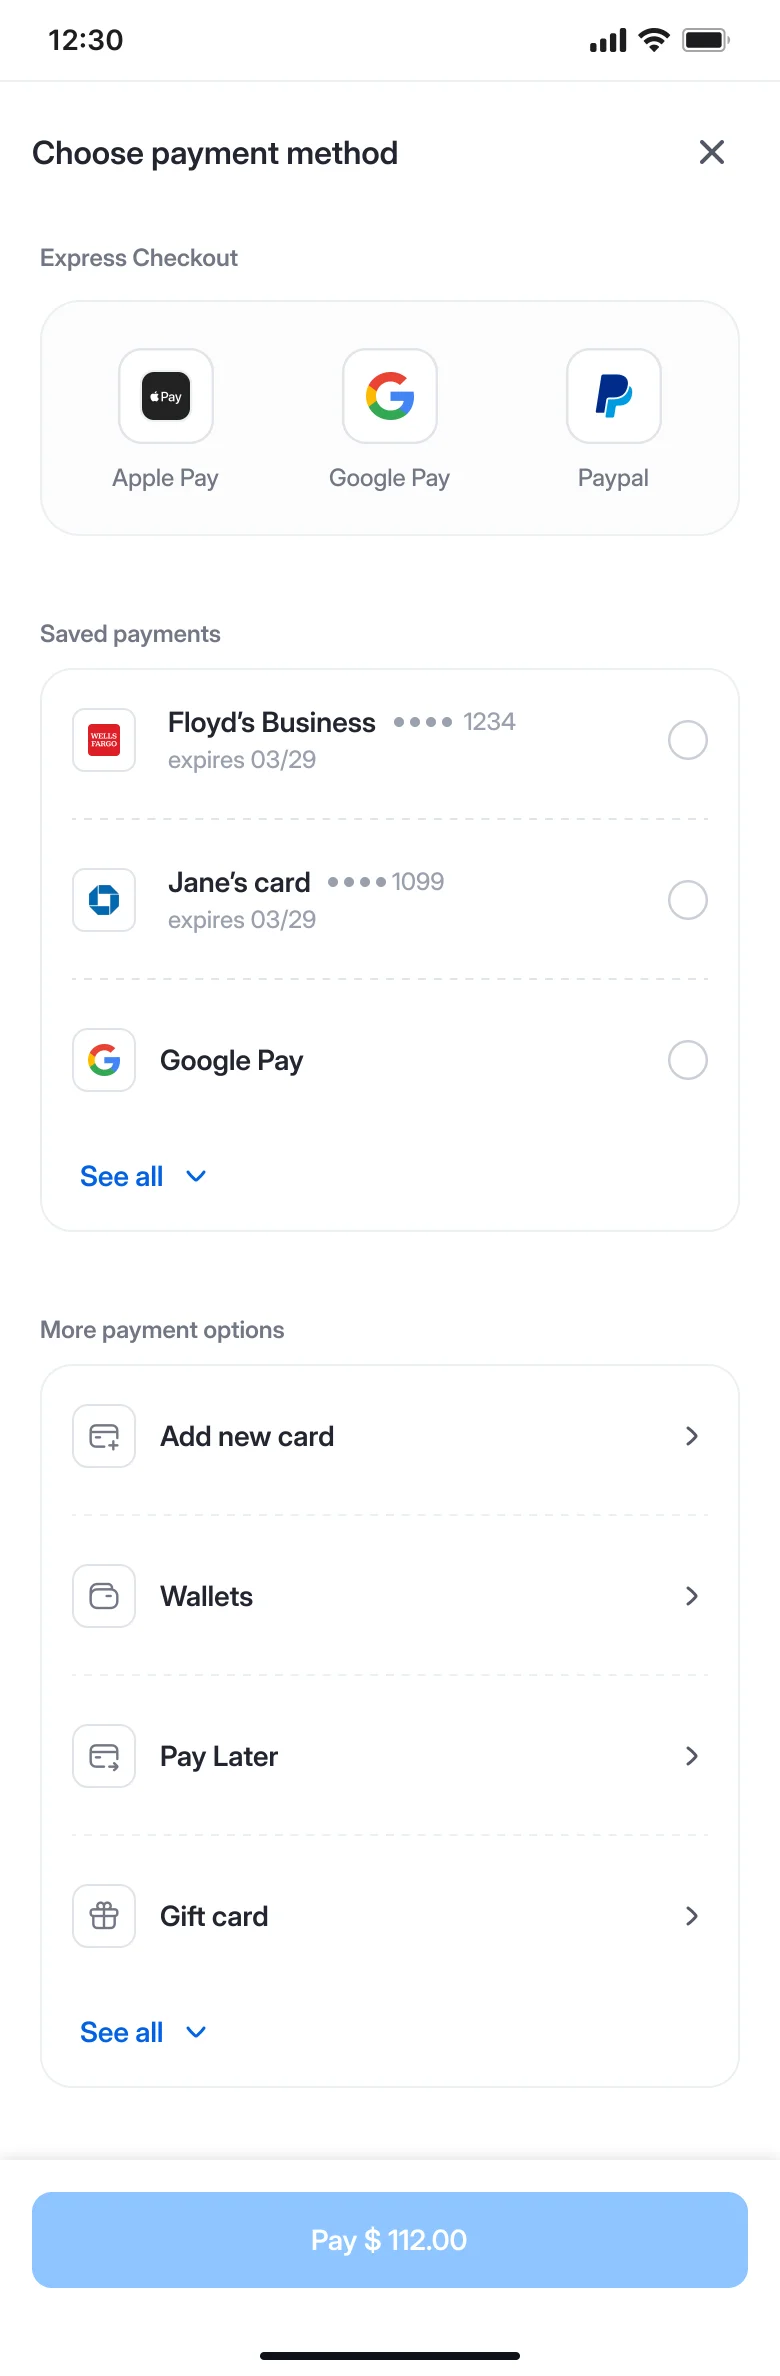 12:30
Choose payment method
Express Checkout
Pay
Apple Pay
Google Pay
Paypal
Saved payments
WELLS
FARGO
Floyd’s Business •••• 1234
expires 03/29
Jane’s card •••• 1099
expires 03/29
Google Pay
See all
More payment options
Add new card
Wallets
Pay Later
Gift card
See all
Pay $ 112.00